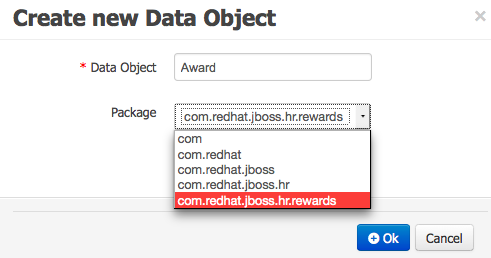 Create new Data Object ×
* Data Object Award
Package com.redhat.jboss.hr.rewards
com
com.redhat
com.redhat.jboss
com.redhat.jboss.hr
com.redhat.jboss.hr.rewards
Ok Cancel